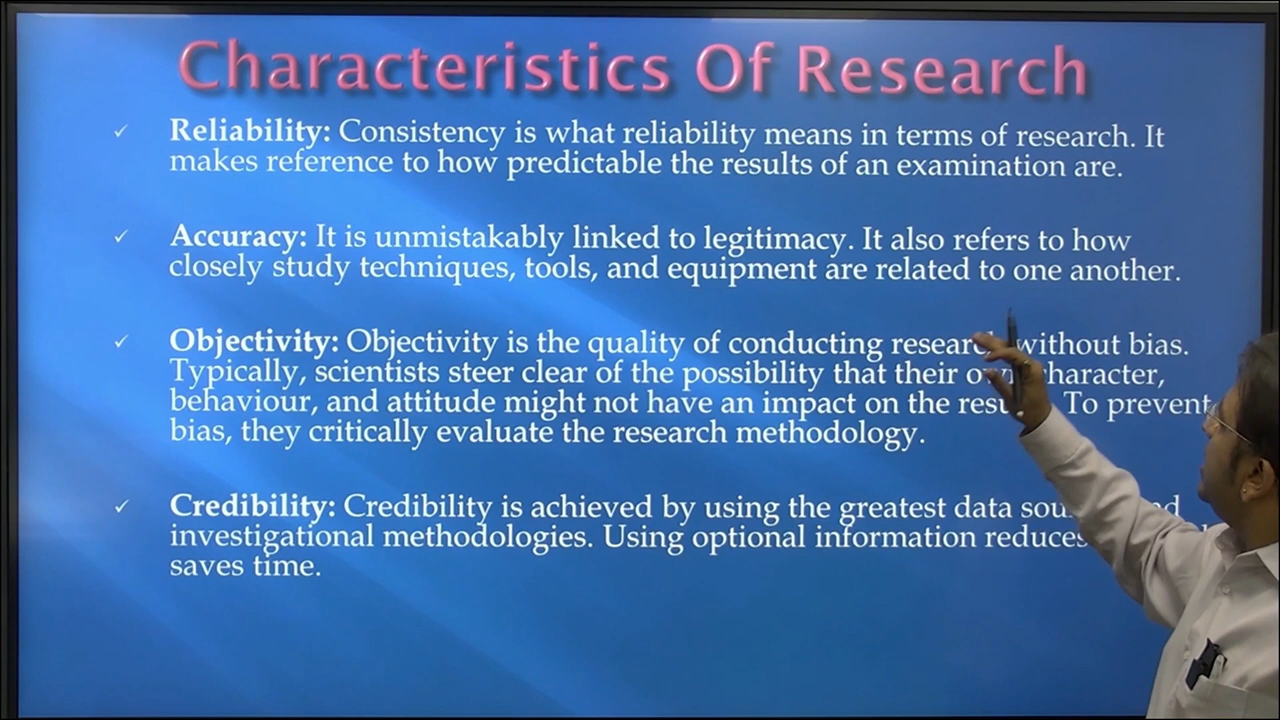 Characteristics Of Research
✓ Reliability: Consistency is what reliability means in terms of research. It
makes reference to how predictable the results of an examination are.
✓ Accuracy: It is unmistakably linked to legitimacy. It also refers to how
closely study techniques, tools, and equipment are related to one another.
✓ Objectivity: Objectivity is the quality of conducting research without bias.
Typically, scientists steer clear of the possibility that their own character,
behaviour, and attitude might not have an impact on the To prevent
bias, they critically evaluate the research methodology.
✓ Credibility: Credibility is achieved by using the greatest data
investigational methodologies. Using optional information reduces
saves time.